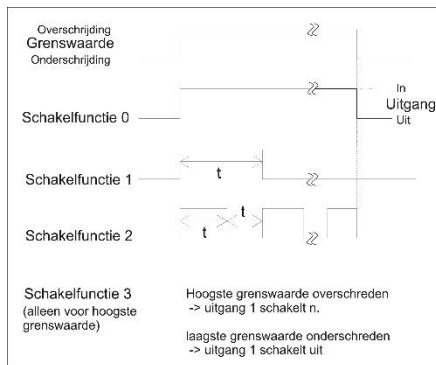 Overschrijding
Grenswaarde
Onderschrijding
In
Uitgang
Uit
Schakelfunctie 0
Schakelfunctie 1
t
Schakelfunctie 2
t
t
Schakelfunctie 3
(alleen voor hoogste
grenswaarde)
Hoogste grenswaarde overschreden
-> uitgang 1 schakelt n.
laagste grenswaarde onderschreden
-> uitgang 1 schakelt uit